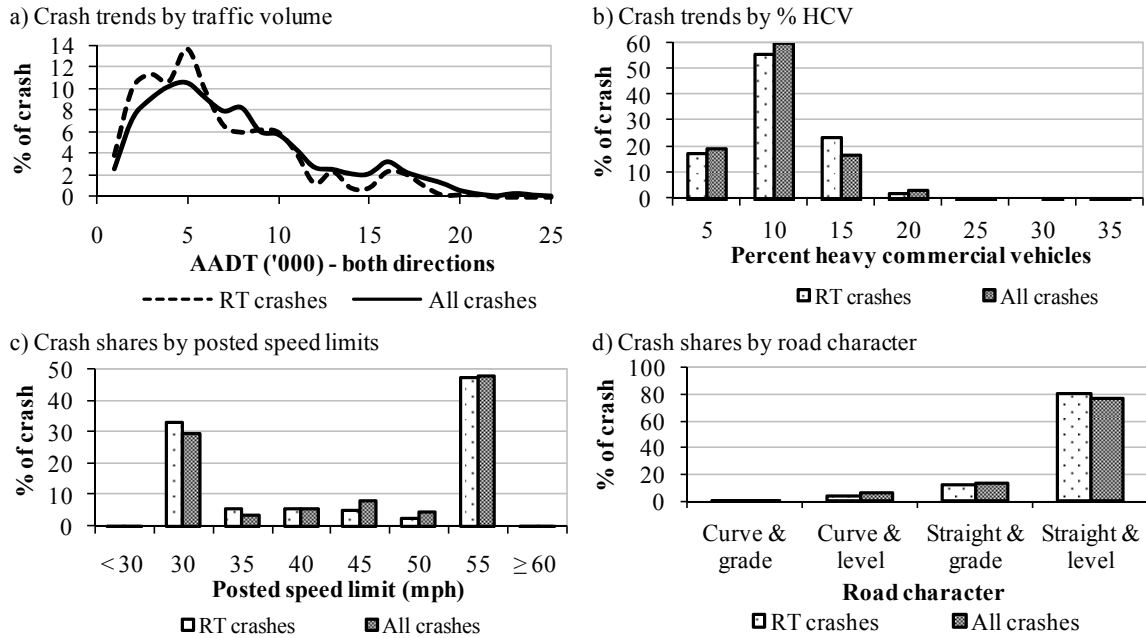 a) Crash trends by traffic volume
14
12
10
8
6
4
2
0
% of crash
0 5 10 15 20 25
AADT ('000) - both directions
RT crashes All crashes
b) Crash trends by % HCV
60
50
40
30
20
10
0
% of crash
5 10 15 20 25 30 35
Percent heavy commercial vehicles
RT crashes All crashes
c) Crash shares by posted speed limits
50
40
30
20
10
0
% of crash
<30 30 35 40 45 50 55 ≥60
Posted speed limit (mph)
RT crashes All crashes
d) Crash shares by road character
100
80
60
40
20
0
% of crash
Curve & Curve & Straight & Straight &
grade level grade level
Road character
RT crashes All crashes